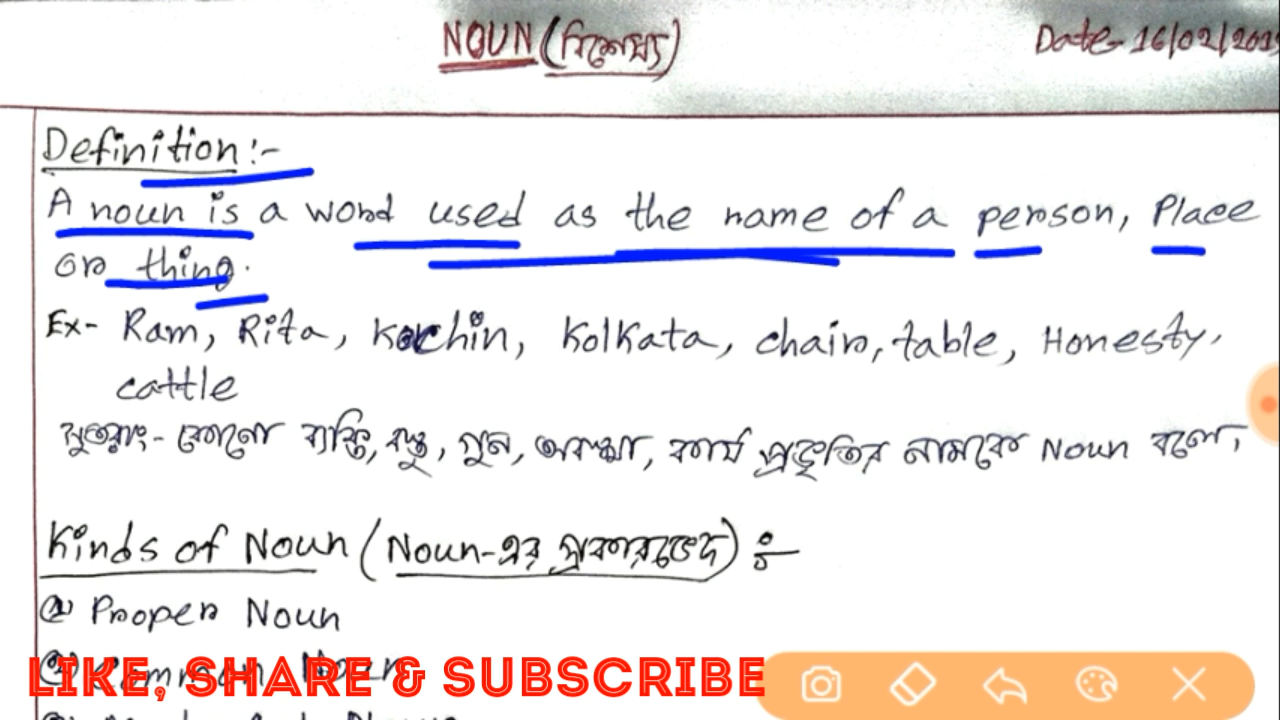 NOUN (বিশেষ্য)
Date- 16/02/201
Definition:-
A noun is a word used as the name of a person, Place
or thing.
Ex- Ram, Rita, Kochin, Kolkata, chair, table, Honesty,
cattle
সুতরাং:- কোনো ব্যক্তি, বস্তু, গুন, অবস্থা, কার্য প্রভৃতির নামকে Noun বলে,
Kinds of Noun (Noun-এর প্রকারভেদ) ঃ-
Proper Noun
Common Noun
LIKE, SHARE & SUBSCRIBE